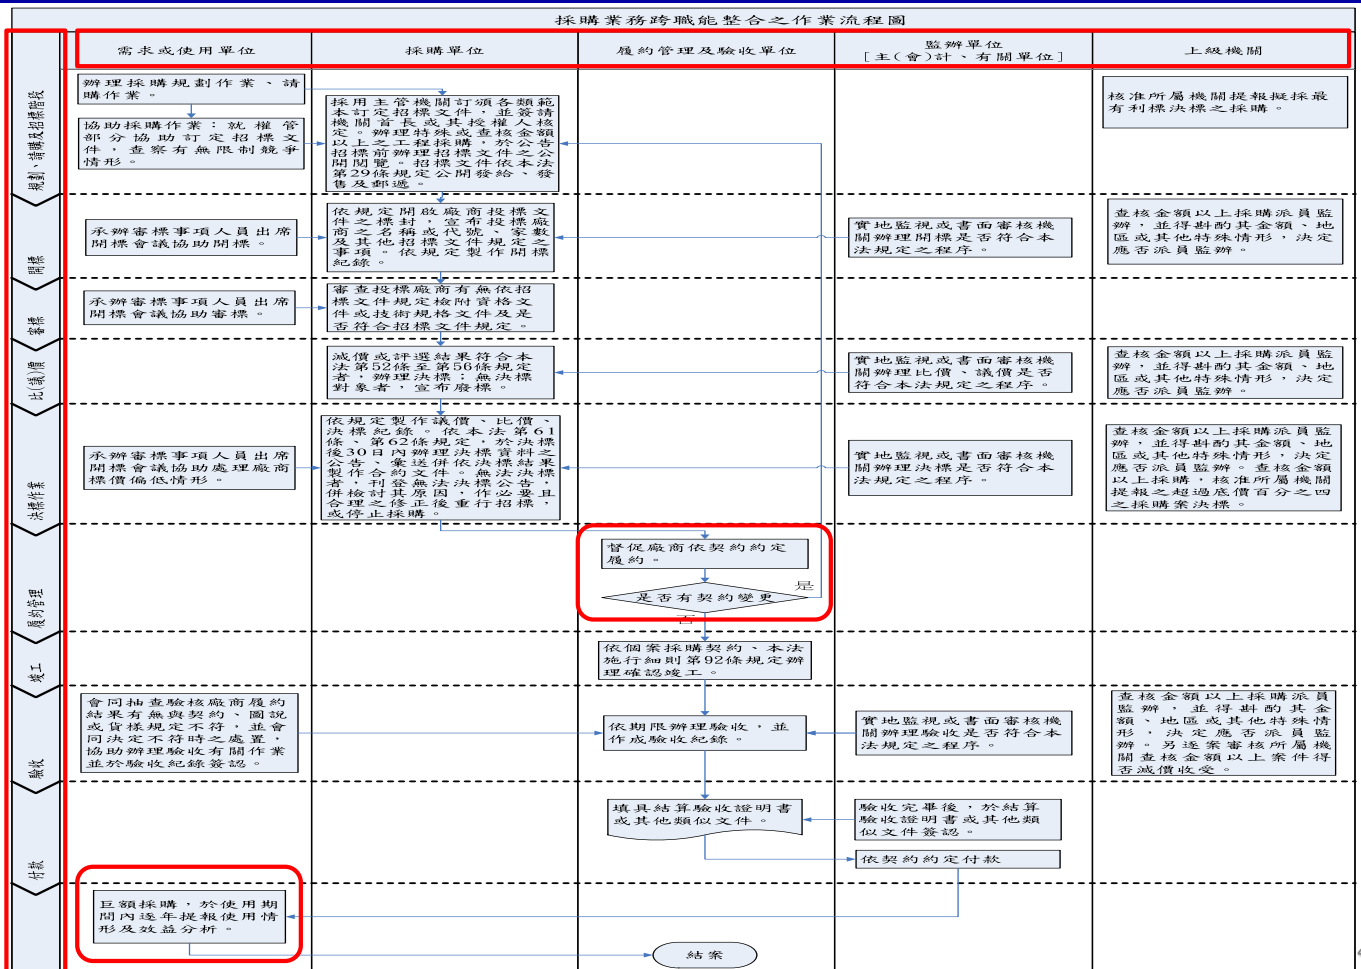 採購業務跨職能整合之作業流程圖
需求或使用單位
採購單位
履約管理及驗收單位
監辦單位
[主(會)計、有關單位]
上級機關
規劃、請購及招標階段
辦理採購規劃作業、請
購作業。
協助採購作業：就權管
部分協助訂定招標文
件，查察有無限制競爭
情形。
採用主管機關訂頒各類範
本訂定招標文件，並簽請
機關首長或其授權人核
定。辦理特殊或查核金額
以上之工程採購，於公告
招標前辦理招標文件之公
開閱覽。招標文件依本法
第29條規定公開發給、發
售及郵遞。
核准所屬機關提報擬採最
有利標決標之採購。
開標
承辦審標事項人員出席
開標會議協助開標。
依規定開啟廠商投標文
件之標封，宣布投標廠
商之名稱或代號、家數
及其他招標文件規定之
事項。依規定製作開標
紀錄。
實地監視或書面審核機
關辦理開標是否符合本
法規定之程序。
查核金額以上採購派員監
辦，並得斟酌其金額、地
區或其他特殊情形，決定
應否派員監辦。
審標
承辦審標事項人員出席
開標會議協助審標。
審查投標廠商有無依招
標文件規定檢附資格文
件或技術規格文件及是
否符合招標文件規定。
比(議)價
減價或評選結果符合本
法第52條至第56條規定
者，辦理決標；無決標
對象者，宣布廢標。
實地監視或書面審核機
關辦理比價、議價是否
符合本法規定之程序。
查核金額以上採購派員監
辦，並得斟酌其金額、地
區或其他特殊情形，決定
應否派員監辦。
決標作業
承辦審標事項人員出席
開標會議協助處理廠商
標價偏低情形。
依規定製作議價、比價、
決標紀錄。依本法第61
條、第62條規定，於決標
後30日內辦理決標資料之
公告、彙送併依決標結果
製作合約文件。無法決標
者，刊登無法決標公告，
併檢討其原因，作必要且
合理之修正後重行招標，
或停止採購。
實地監視或書面審核機
關辦理決標是否符合本
法規定之程序。
查核金額以上採購派員監
辦，並得斟酌其金額、地
區或其他特殊情形，決定
應否派員監辦。查核金額
以上採購，核准所屬機關
提報之超過底價百分之四
之採購案決標。
履約管理
督促廠商依契約約定
履約。
是否有契約變更
是
否
竣工
依個案採購契約、本法
施行細則第92條規定辦
理確認竣工。
驗收
會同抽查驗核廠商履約
結果有無與契約、圖說
或貨樣規定不符，並會
同決定不符時之處置，
協助辦理驗收有關作業
並於驗收紀錄簽認。
依期限辦理驗收，並
作成驗收紀錄。
實地監視或書面審核機
關辦理驗收是否符合本
法規定之程序。
查核金額以上採購派員
監辦，並得斟酌其金
額、地區或其他特殊情
形，決定應否派員監
辦。另逐案審核所屬機
關查核金額以上案件得
否減價收受。
付款
填具結算驗收證明書
或其他類似文件。
驗收完畢後，於結算
驗收證明書或其他類
似文件簽認。
依契約約定付款
巨額採購，於使用期
間內逐年提報使用情
形及效益分析。
結案